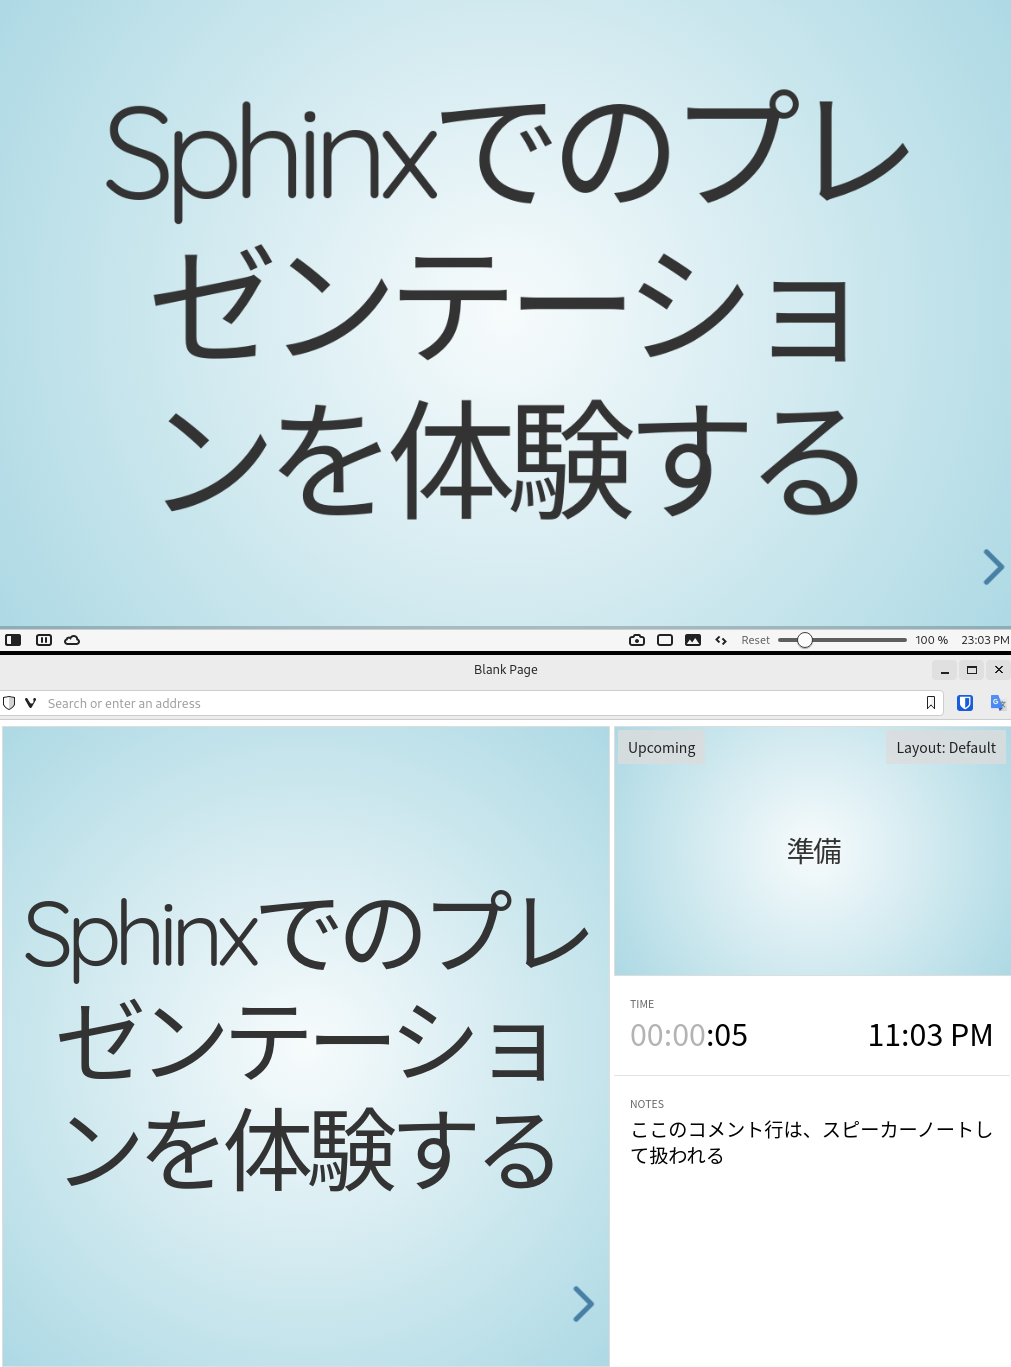 Sphinxでのプレ
ゼンテーショ
ンを体験する
Reset
100 %
23:03 PM
Blank Page
Search or enter an address
Sphinxでのプレ
ゼンテーショ
ンを体験する
Upcoming
Layout: Default
準備
TIME
00:00:05
11:03 PM
NOTES
ここのコメント行は、スピーカーノートし
て扱われる